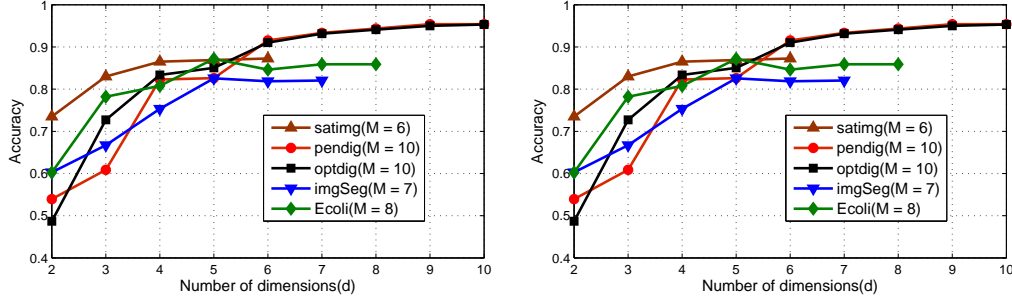 1
0.9
0.8
0.7
0.6
0.5
0.4
Accuracy
satimg(M = 6)
pendig(M = 10)
optdig(M = 10)
imgSeg(M = 7)
Ecoli(M = 8)
2 3 4 5 6 7 8 9 10
Number of dimensions(d)
1
0.9
0.8
0.7
0.6
0.5
0.4
Accuracy
satimg(M = 6)
pendig(M = 10)
optdig(M = 10)
imgSeg(M = 7)
Ecoli(M = 8)
2 3 4 5 6 7 8 9 10
Number of dimensions(d)